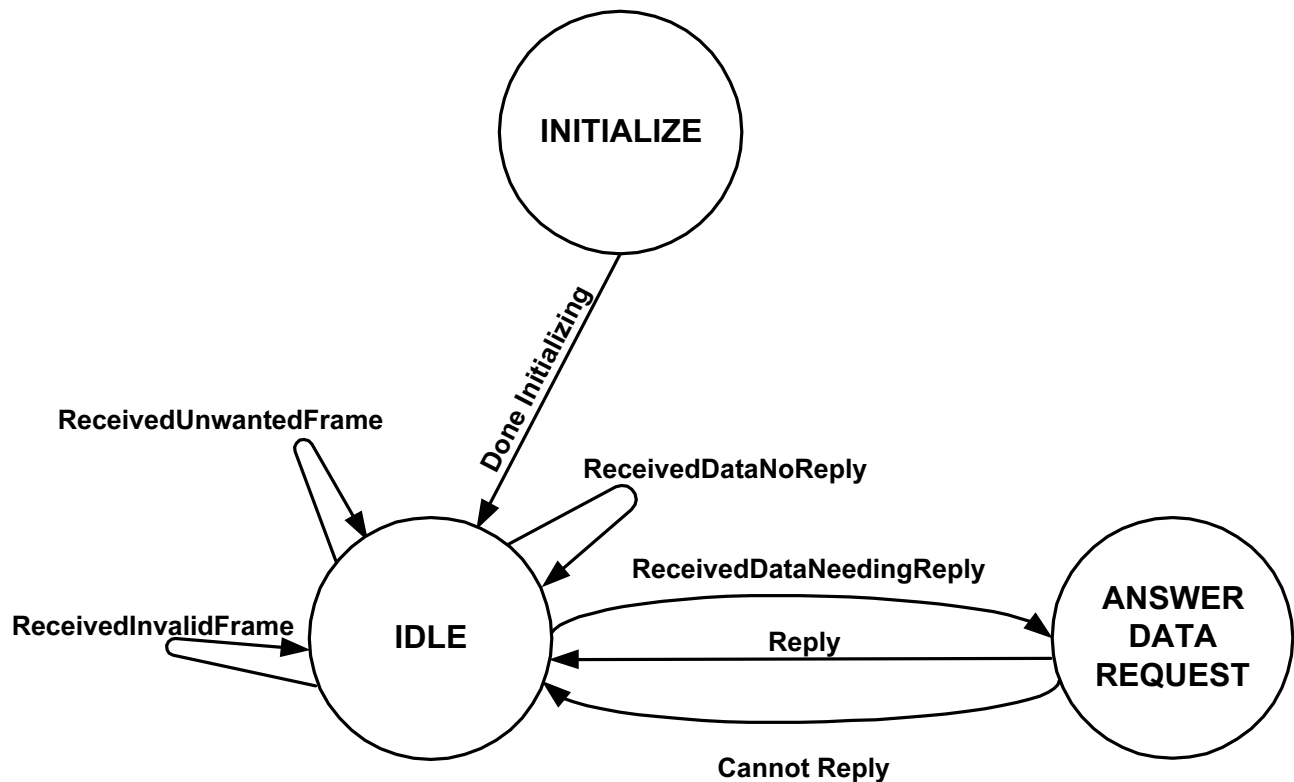 INITIALIZE
Done Initializing
ReceivedUnwantedFrame
ReceivedDataNoReply
ReceivedInvalidFrame
IDLE
ReceivedDataNeedingReply
Reply
Cannot Reply
ANSWER
DATA
REQUEST